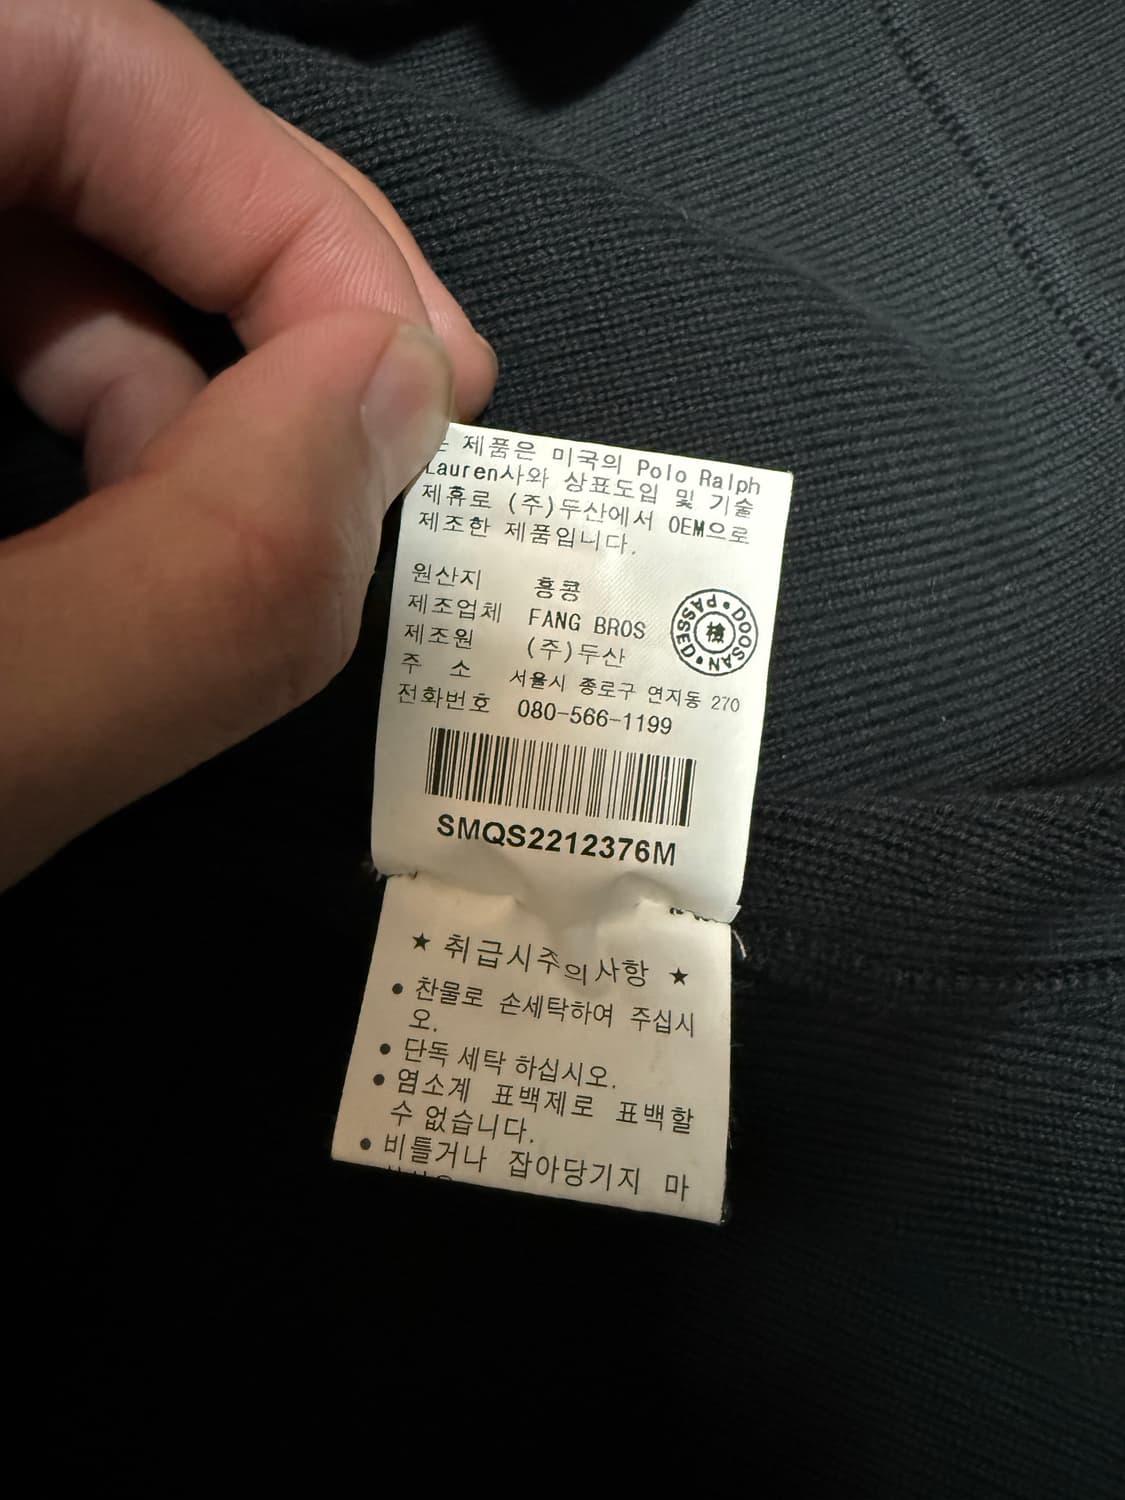 제품은 미국의 Polo Ralph
Lauren사와 상표도입 및 기술
제휴로 (주)두산에서 OEM으로
제조한 제품입니다.
원산지 홍콩
제조업체 FANG BROS
제조원 (주)두산
주 소 서울시 종로구 연지동 270
전화번호 080-566-1199
DOOSAN • PASSED •
檢
SMQS2212376M
★ 취급시주의사항 ★
• 찬물로 손세탁하여 주십시
오.
• 단독 세탁 하십시오.
• 염소계 표백제로 표백할
수 없습니다.
• 비틀거나 잡아당기지 마